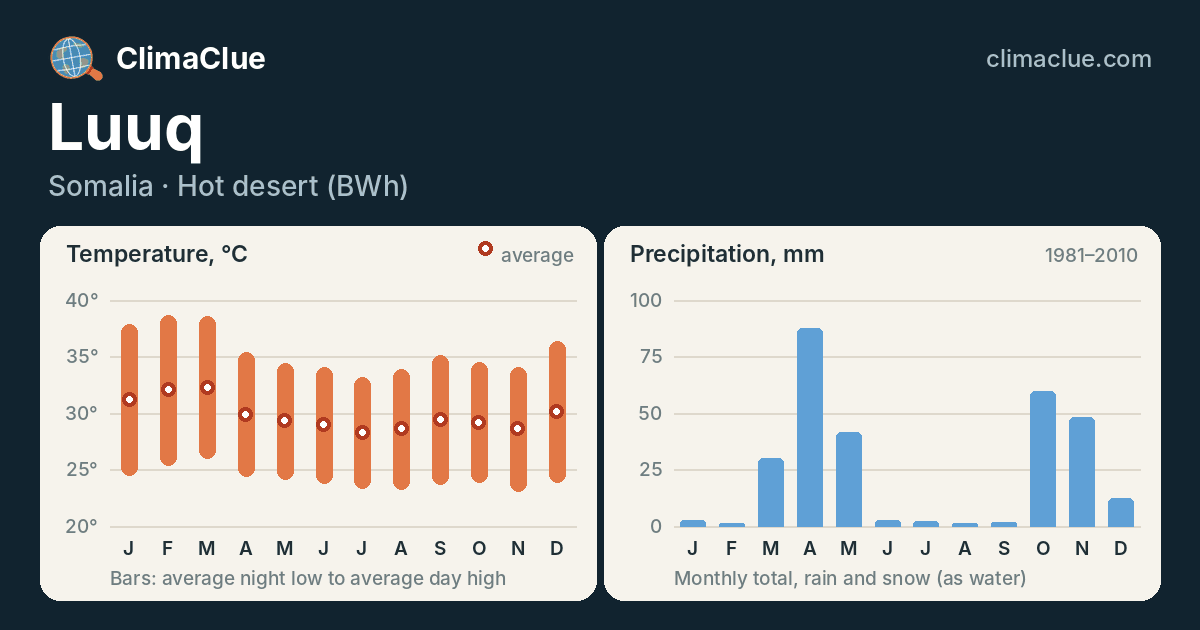 ClimaClue
climaclue.com
Luuq
Somalia · Hot desert (BWh)
Temperature, °C
average
40°
35°
30°
25°
20°
J F M A M J J A S O N D
Bars: average night low to average day high
Precipitation, mm
1981–2010
100
75
50
25
0
J F M A M J J A S O N D
Monthly total, rain and snow (as water)